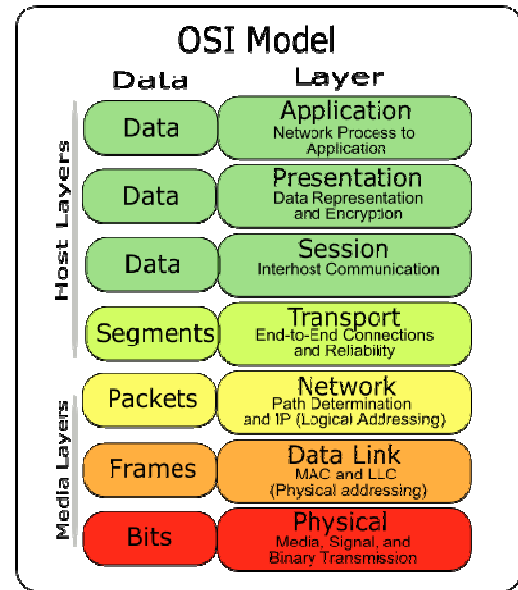 OSI Model
Data Layer
Host Layers
Data Application
Network Process to
Application
Data Presentation
Data Representation
and Encryption
Data Session
Interhost Communication
Segments Transport
End-to-End Connections
and Reliability
Media Layers
Packets Network
Path Determination
and IP (Logical Addressing)
Frames Data Link
MAC and LLC
(Physical addressing)
Bits Physical
Media, Signal, and
Binary Transmission